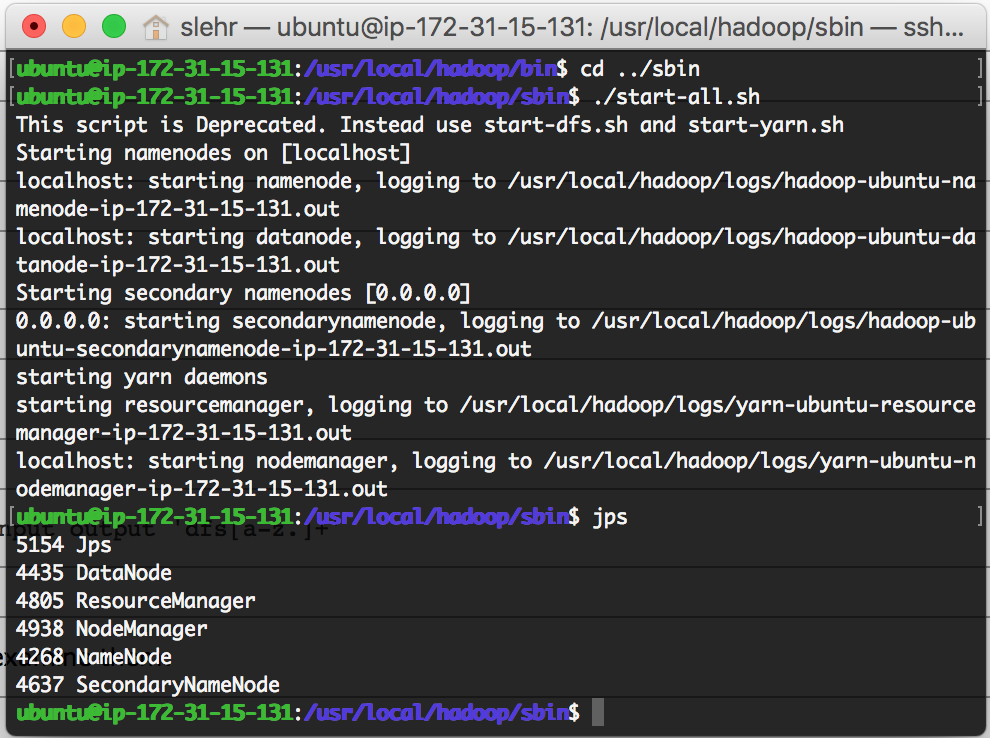 slehr — ubuntu@ip-172-31-15-131: /usr/local/hadoop/sbin — ssh...
[ubuntu@ip-172-31-15-131:/usr/local/hadoop/bin$ cd ../sbin ]
[ubuntu@ip-172-31-15-131:/usr/local/hadoop/sbin$ ./start-all.sh ]
This script is Deprecated. Instead use start-dfs.sh and start-yarn.sh
Starting namenodes on [localhost]
localhost: starting namenode, logging to /usr/local/hadoop/logs/hadoop-ubuntu-na
menode-ip-172-31-15-131.out
localhost: starting datanode, logging to /usr/local/hadoop/logs/hadoop-ubuntu-da
tanode-ip-172-31-15-131.out
Starting secondary namenodes [0.0.0.0]
0.0.0.0: starting secondarynamenode, logging to /usr/local/hadoop/logs/hadoop-ub
untu-secondarynamenode-ip-172-31-15-131.out
starting yarn daemons
starting resourcemanager, logging to /usr/local/hadoop/logs/yarn-ubuntu-resource
manager-ip-172-31-15-131.out
localhost: starting nodemanager, logging to /usr/local/hadoop/logs/yarn-ubuntu-n
odemanager-ip-172-31-15-131.out
[ubuntu@ip-172-31-15-131:/usr/local/hadoop/sbin$ jps ]
5154 Jps
4435 DataNode
4805 ResourceManager
4938 NodeManager
4268 NameNode
4637 SecondaryNameNode
ubuntu@ip-172-31-15-131:/usr/local/hadoop/sbin$